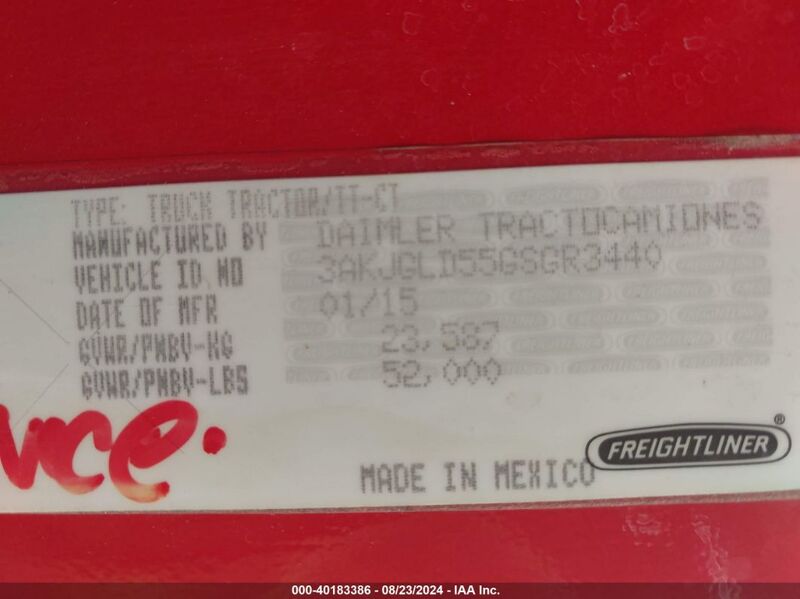 TYPE: TRUCK TRACTOR/TT-CT
MANUFACTURED BY DAIMLER TRACTOCAMIONES
VEHICLE ID NO 3AKJGLD55GSGR3440
DATE OF MFR 01/15
GVWR/PNBV-KG 23,587
GVWR/PNBV-LBS 52,000
FREIGHTLINER®
MADE IN MEXICO
000-40183386 - 08/23/2024 - IAA Inc.